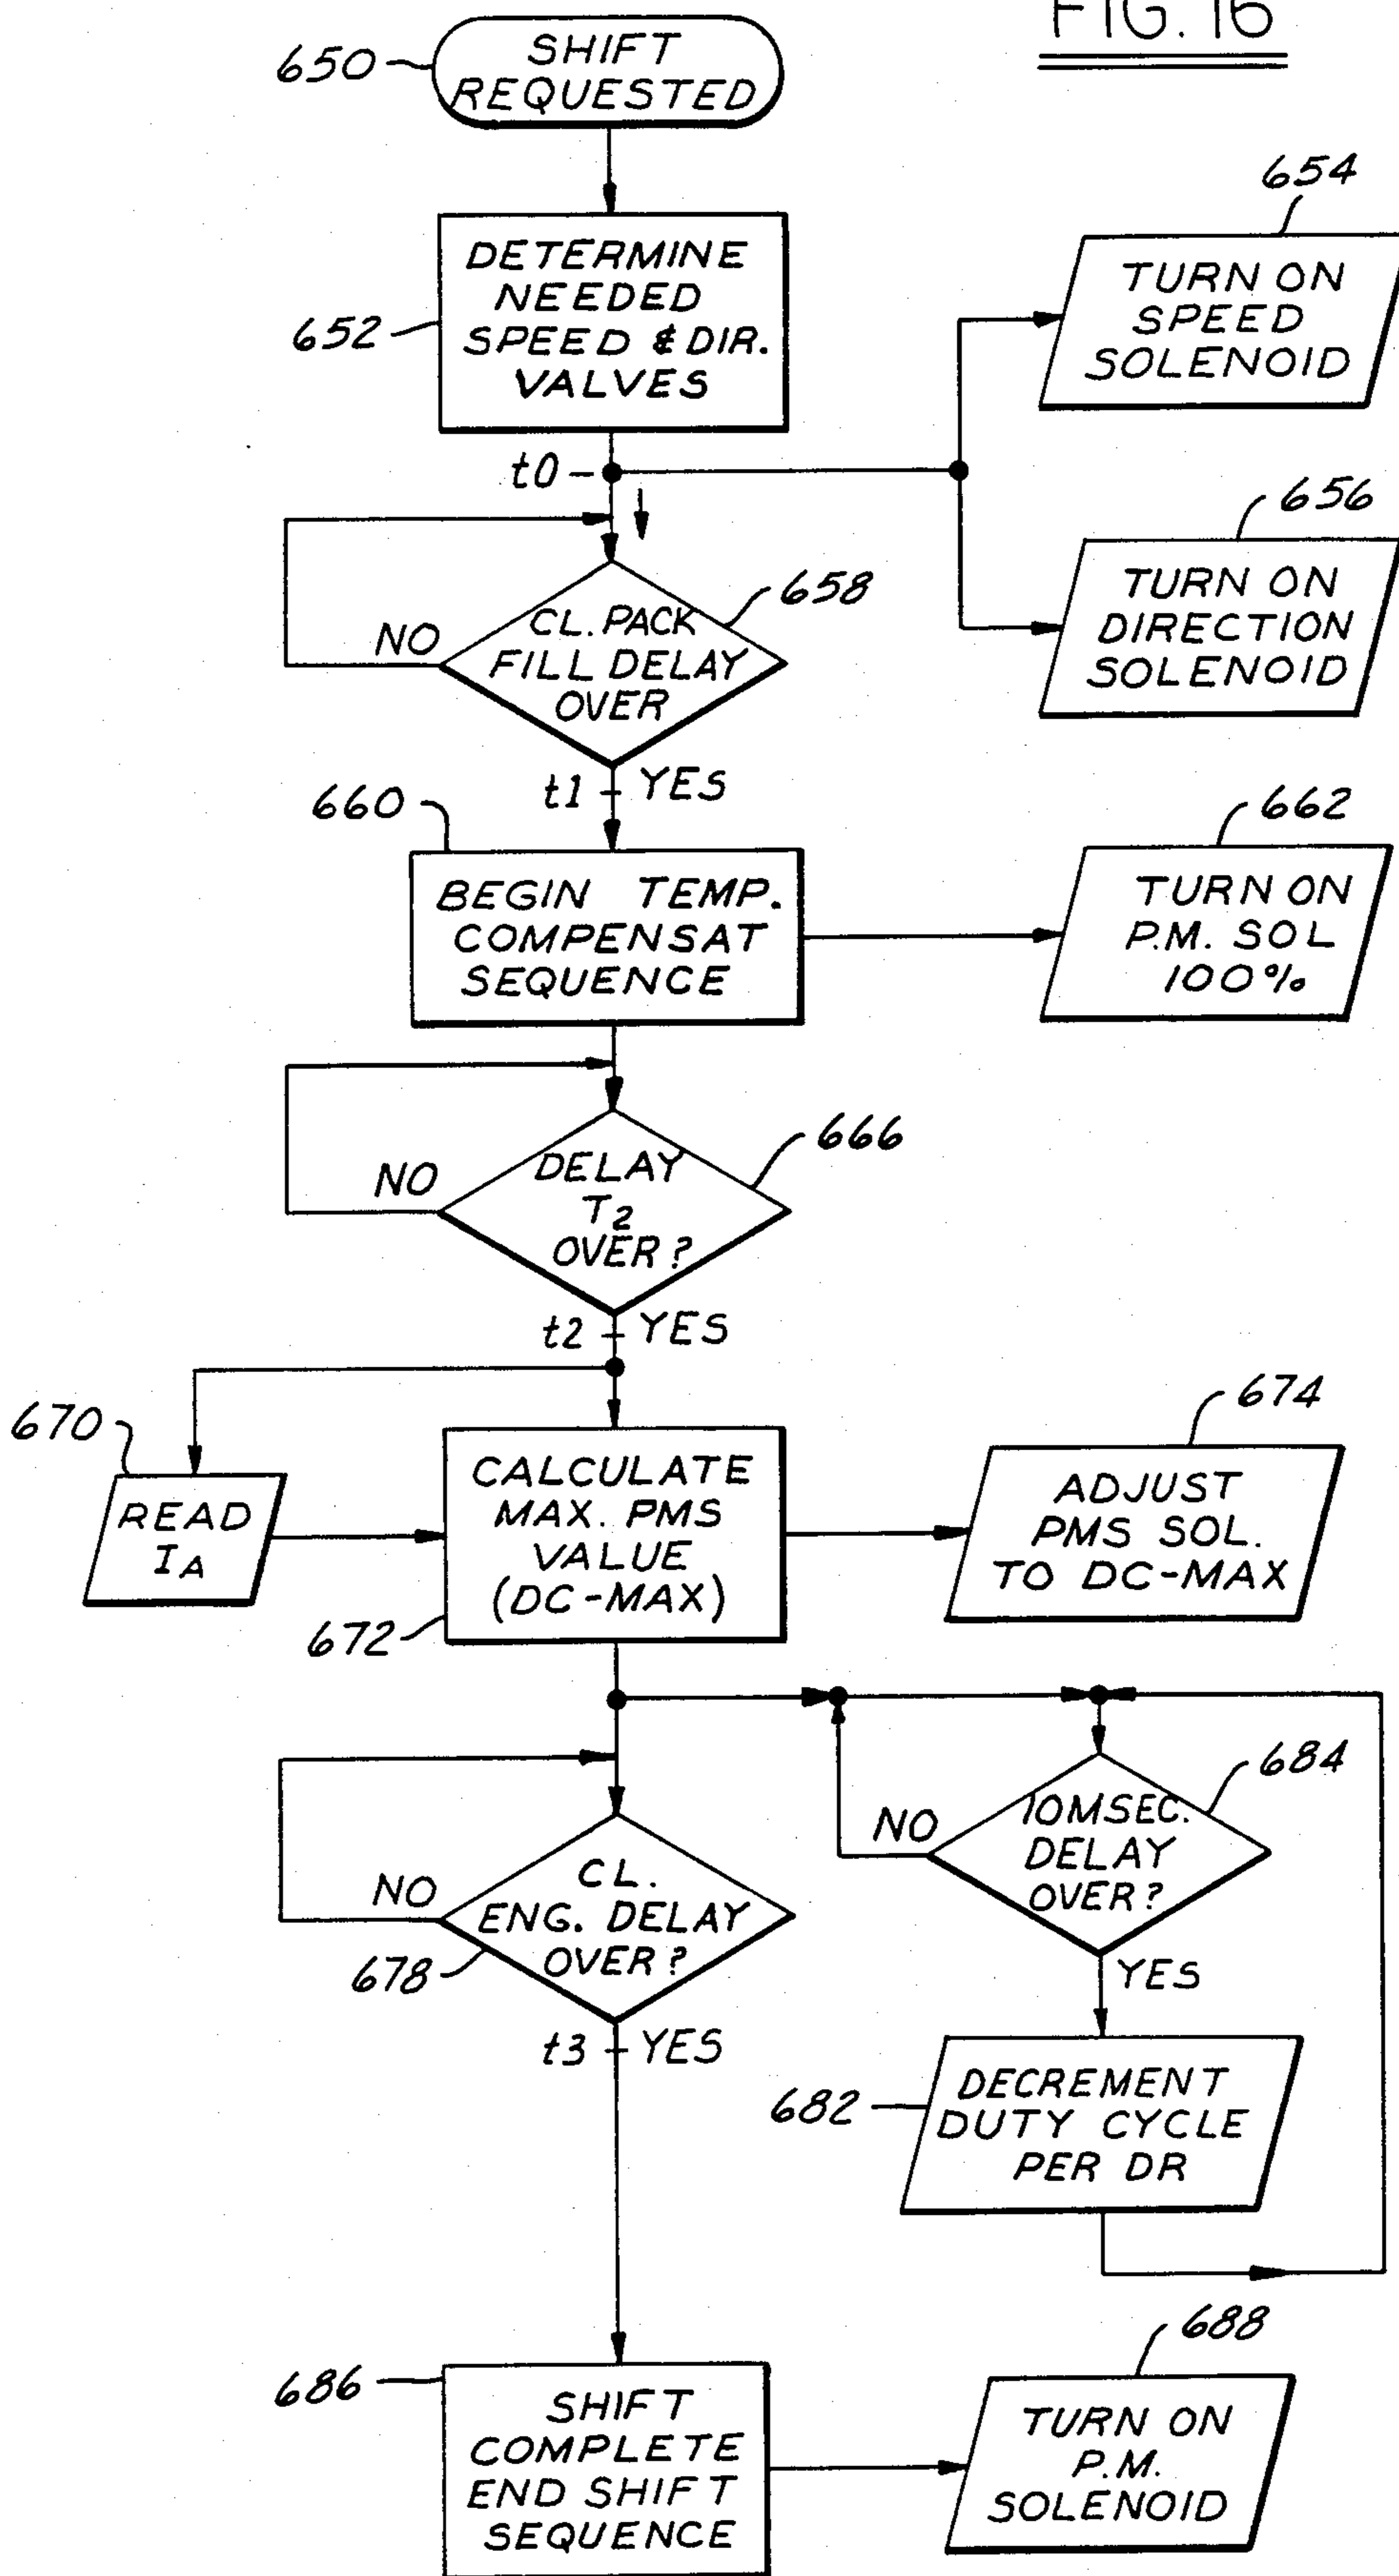 FIG. 16
650
SHIFT
REQUESTED
652
DETERMINE
NEEDED
SPEED & DIR.
VALVES
654
TURN ON
SPEED
SOLENOID
t0
656
TURN ON
DIRECTION
SOLENOID
658
CL. PACK
FILL DELAY
OVER
NO
t1 YES
660
BEGIN TEMP.
COMPENSAT
SEQUENCE
662
TURN ON
P.M. SOL
100%
666
DELAY
T2
OVER?
NO
t2 YES
670
READ
IA
672
CALCULATE
MAX. PMS
VALUE
(DC-MAX)
674
ADJUST
PMS SOL.
TO DC-MAX
684
10MSEC.
DELAY
OVER?
NO
YES
678
CL.
ENG. DELAY
OVER?
NO
t3 YES
682
DECREMENT
DUTY CYCLE
PER DR
686
SHIFT
COMPLETE
END SHIFT
SEQUENCE
688
TURN ON
P.M.
SOLENOID